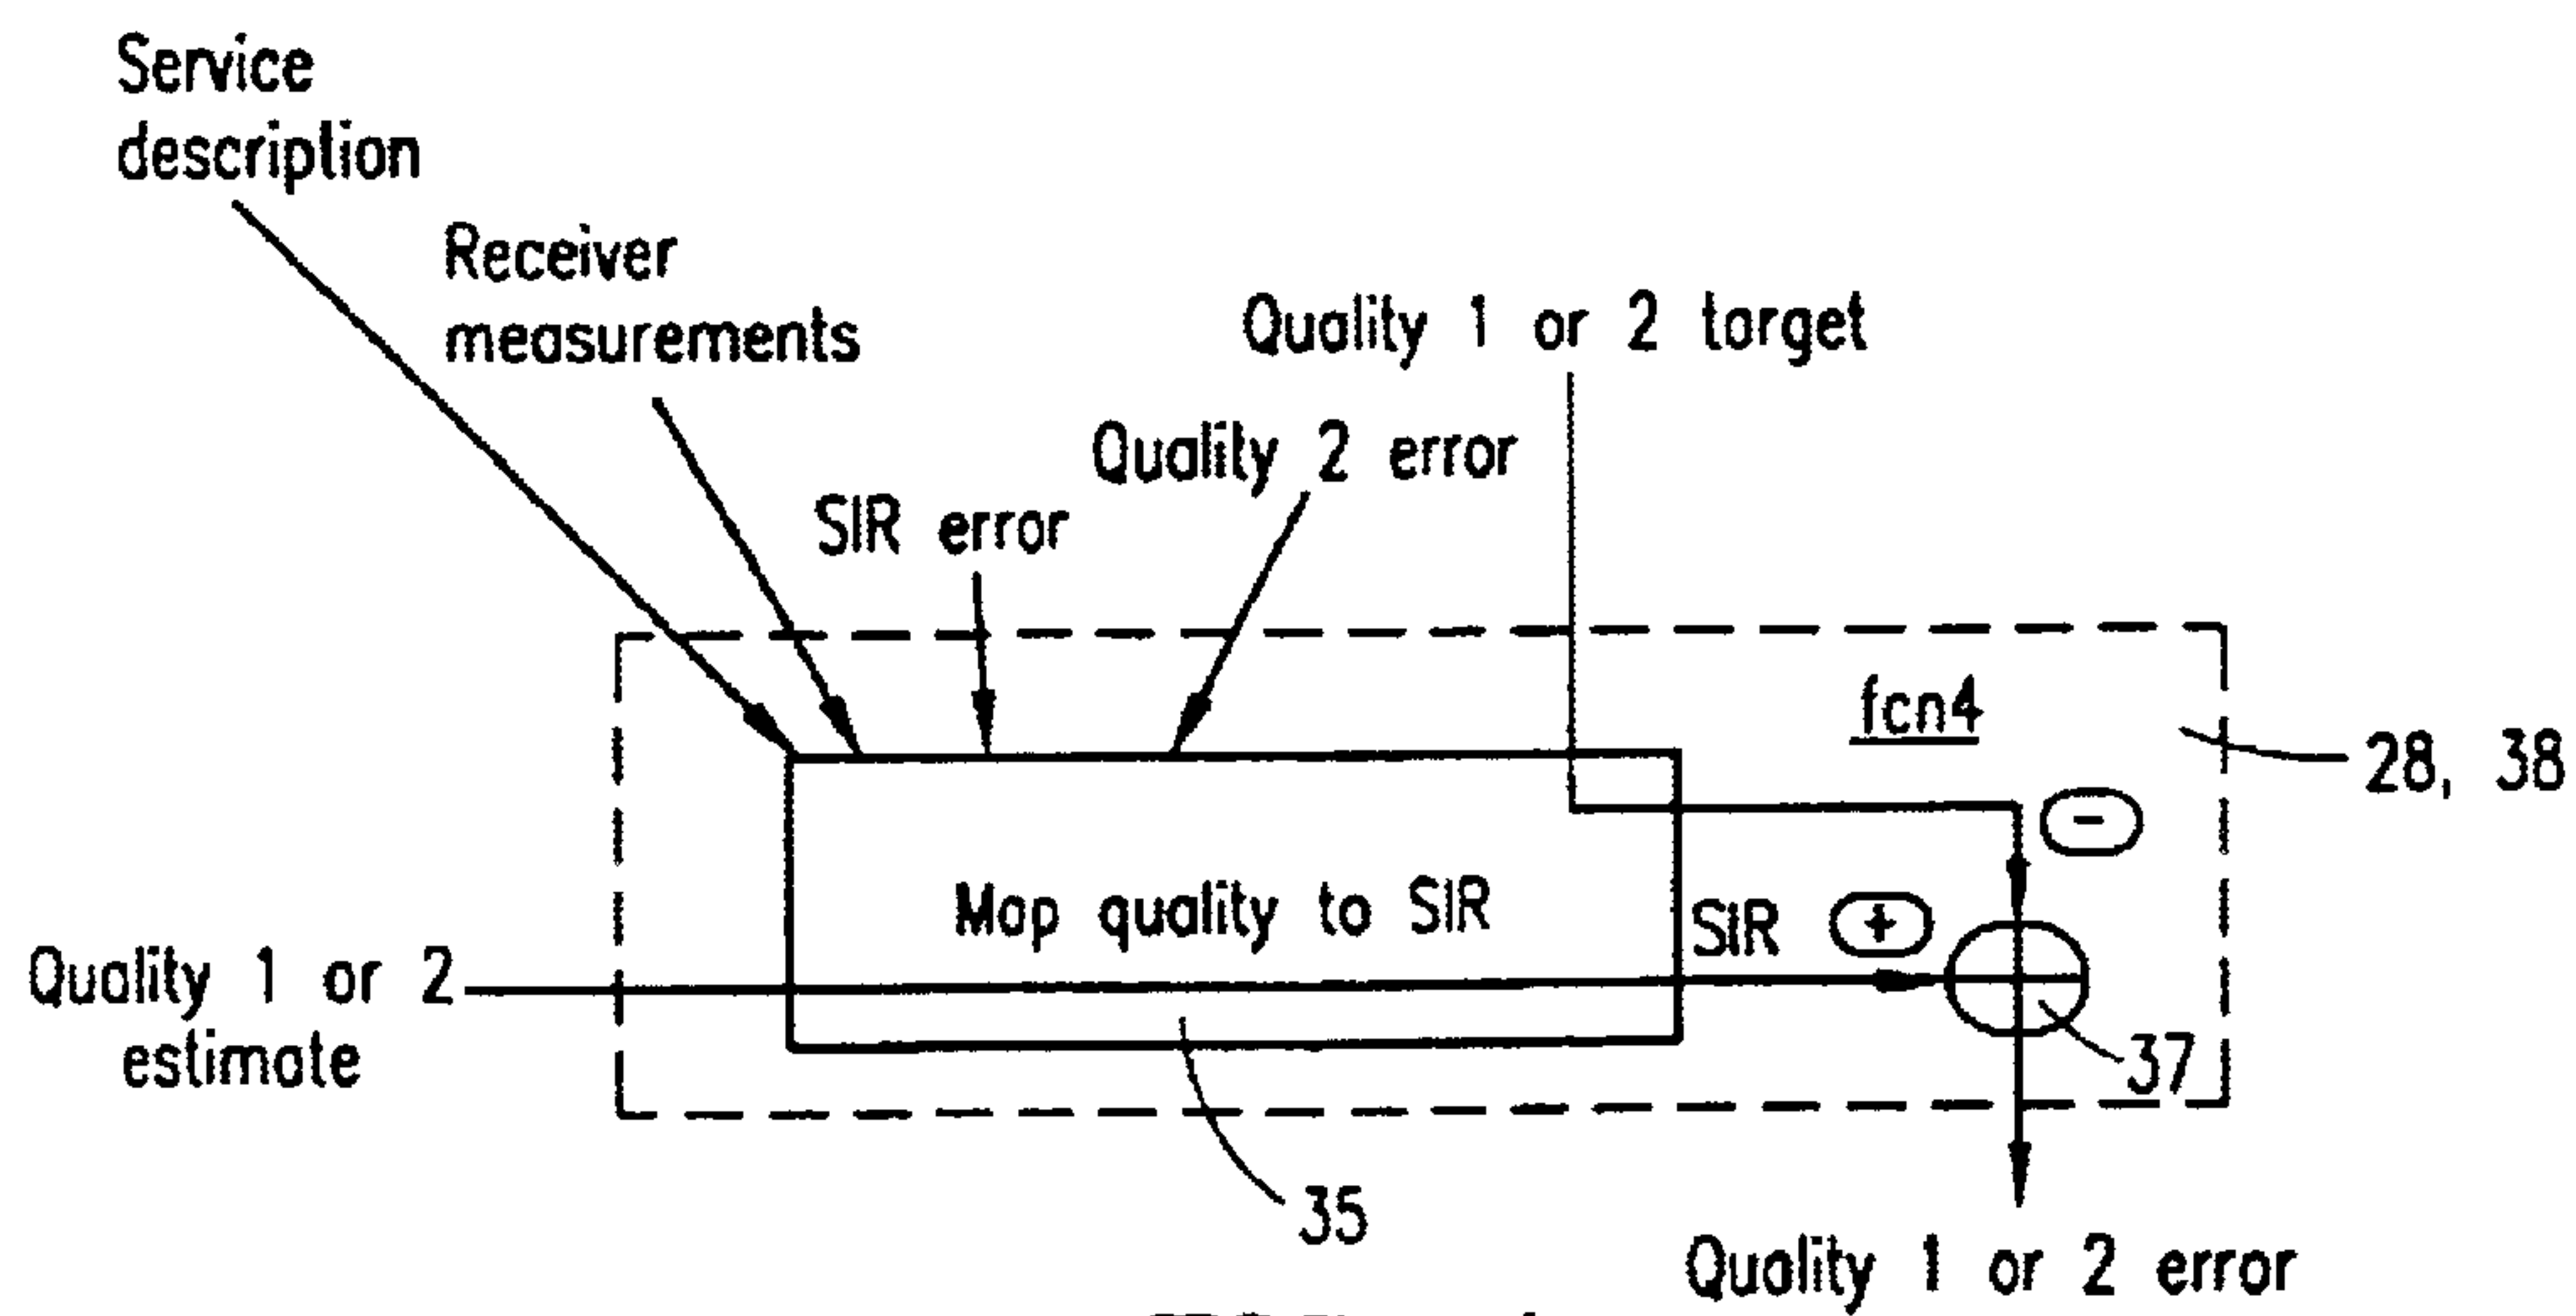 Service
description
Receiver
measurements
Quality 1 or 2 target
Quality 2 error
SIR error
fcn4
28, 38
-
Map quality to SIR
SIR +
Quality 1 or 2
estimate
37
35
Quality 1 or 2 error